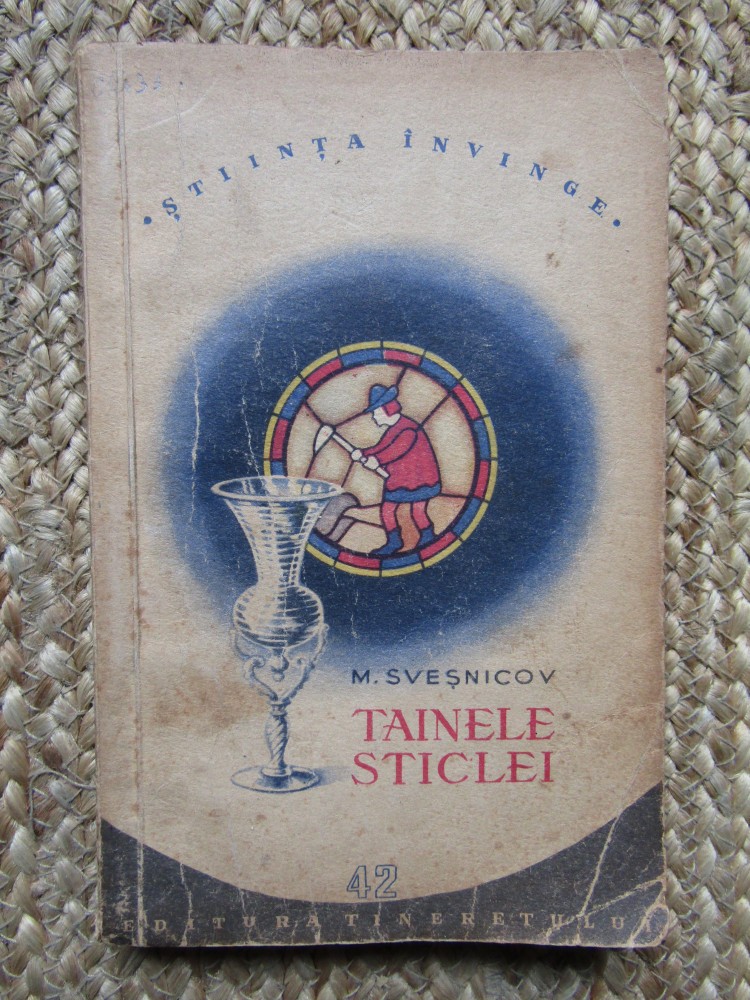 • ȘTIINȚA ÎNVINGE •
M. SVEȘNICOV
TAINELE
STICLEI
42
EDITURA TINERETULUI